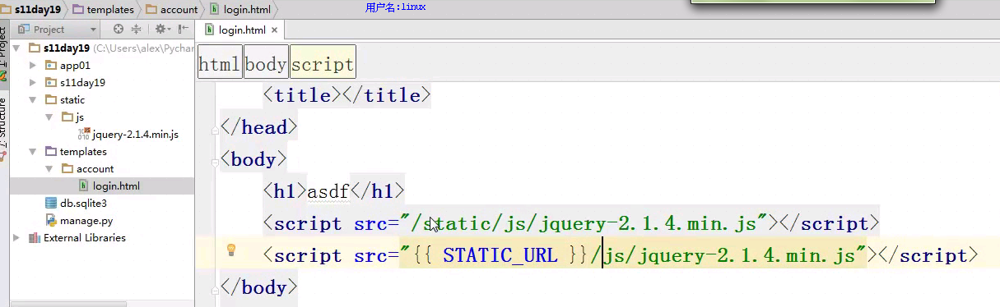 s11day19 templates account login.html
用户名:linux
Project
login.html ×
1: Project
s11day19 (C:\Users\alex\Pychar
app01
s11day19
static
js
jquery-2.1.4.min.js
templates
account
login.html
db.sqlite3
manage.py
External Libraries
7: Structure
html body script
<title></title>
</head>
<body>
<h1>asdf</h1>
<script src="/static/js/jquery-2.1.4.min.js"></script>
<script src="{{ STATIC_URL }}/js/jquery-2.1.4.min.js"></script>
</body>